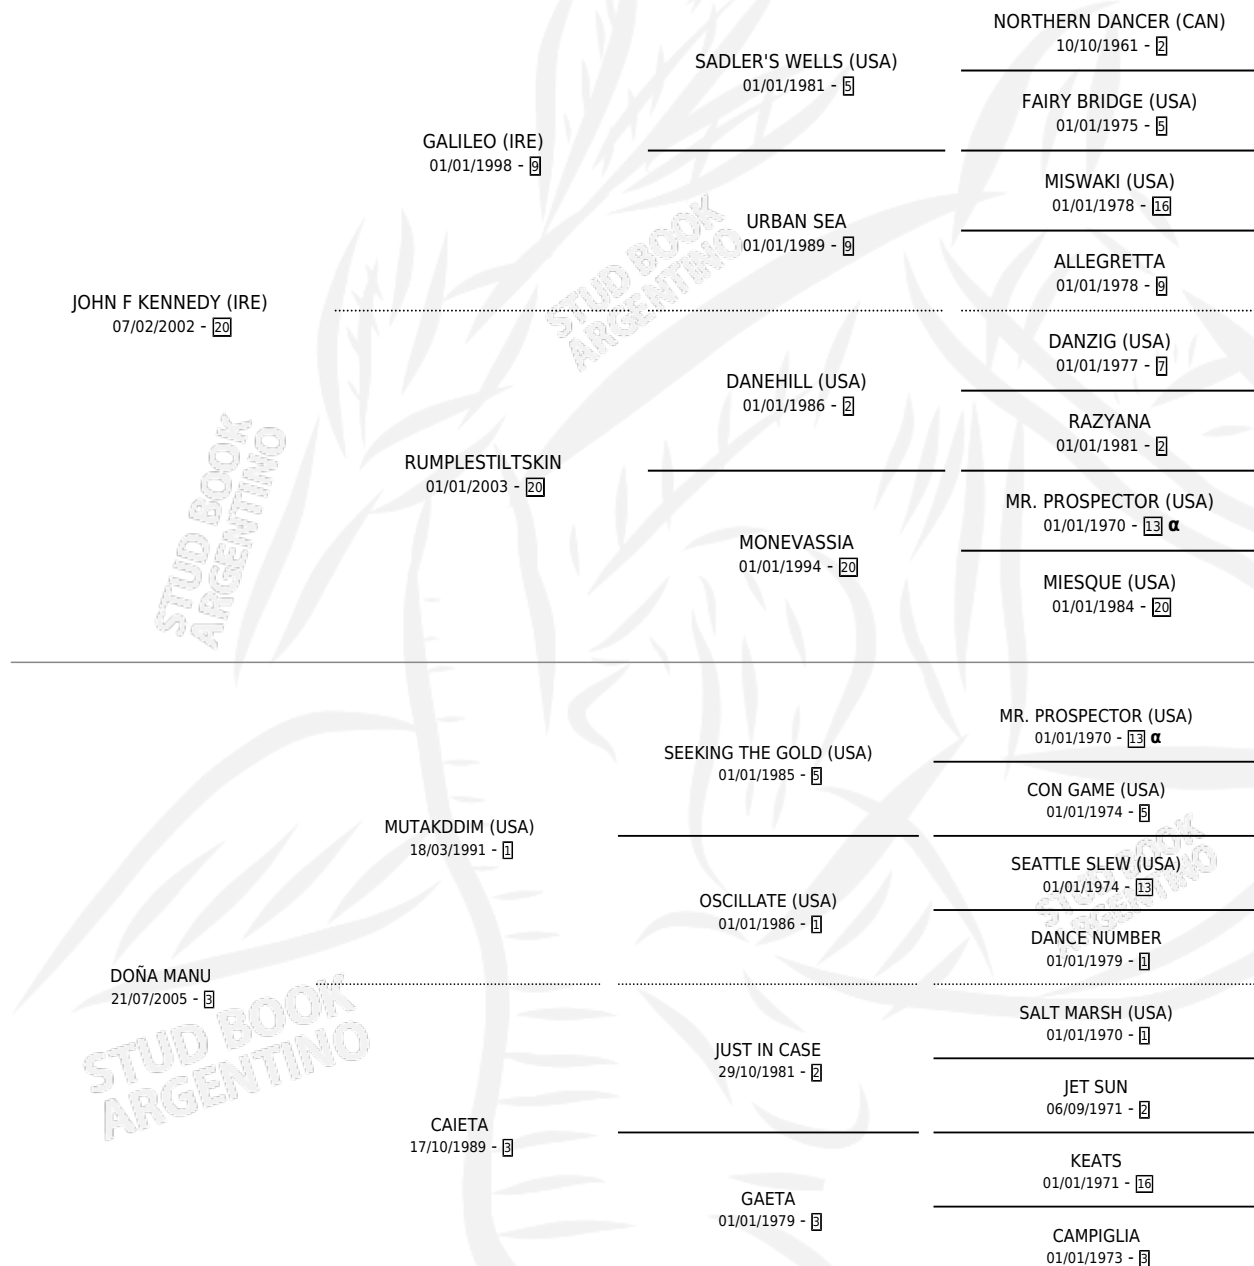 NORTHERN DANCER (CAN)
10/10/1961 - 2
SADLER'S WELLS (USA)
01/01/1981 - 5
FAIRY BRIDGE (USA)
01/01/1975 - 5
GALILEO (IRE)
01/01/1998 - 9
MISWAKI (USA)
01/01/1978 - 16
URBAN SEA
01/01/1989 - 9
ALLEGRETTA
01/01/1978 - 9
JOHN F KENNEDY (IRE)
07/02/2002 - 20
DANZIG (USA)
01/01/1977 - 7
DANEHILL (USA)
01/01/1986 - 2
RAZYANA
01/01/1981 - 2
RUMPLESTILTSKIN
01/01/2003 - 20
MR. PROSPECTOR (USA)
01/01/1970 - 13 α
MONEVASSIA
01/01/1994 - 20
MIESQUE (USA)
01/01/1984 - 20
MR. PROSPECTOR (USA)
01/01/1970 - 13 α
SEEKING THE GOLD (USA)
01/01/1985 - 5
CON GAME (USA)
01/01/1974 - 5
MUTAKDDIM (USA)
18/03/1991 - 1
SEATTLE SLEW (USA)
01/01/1974 - 13
OSCILLATE (USA)
01/01/1986 - 1
DANCE NUMBER
01/01/1979 - 1
DOÑA MANU
21/07/2005 - 3
SALT MARSH (USA)
01/01/1970 - 1
JUST IN CASE
29/10/1981 - 2
JET SUN
06/09/1971 - 2
CAIETA
17/10/1989 - 3
KEATS
01/01/1971 - 16
GAETA
01/01/1979 - 3
CAMPIGLIA
01/01/1973 - 3
STUD BOOK
ARGENTINO
STUD BOOK
ARGENTINO
STUD BOOK
ARGENTINO
STUD BOOK
ARGENTINO